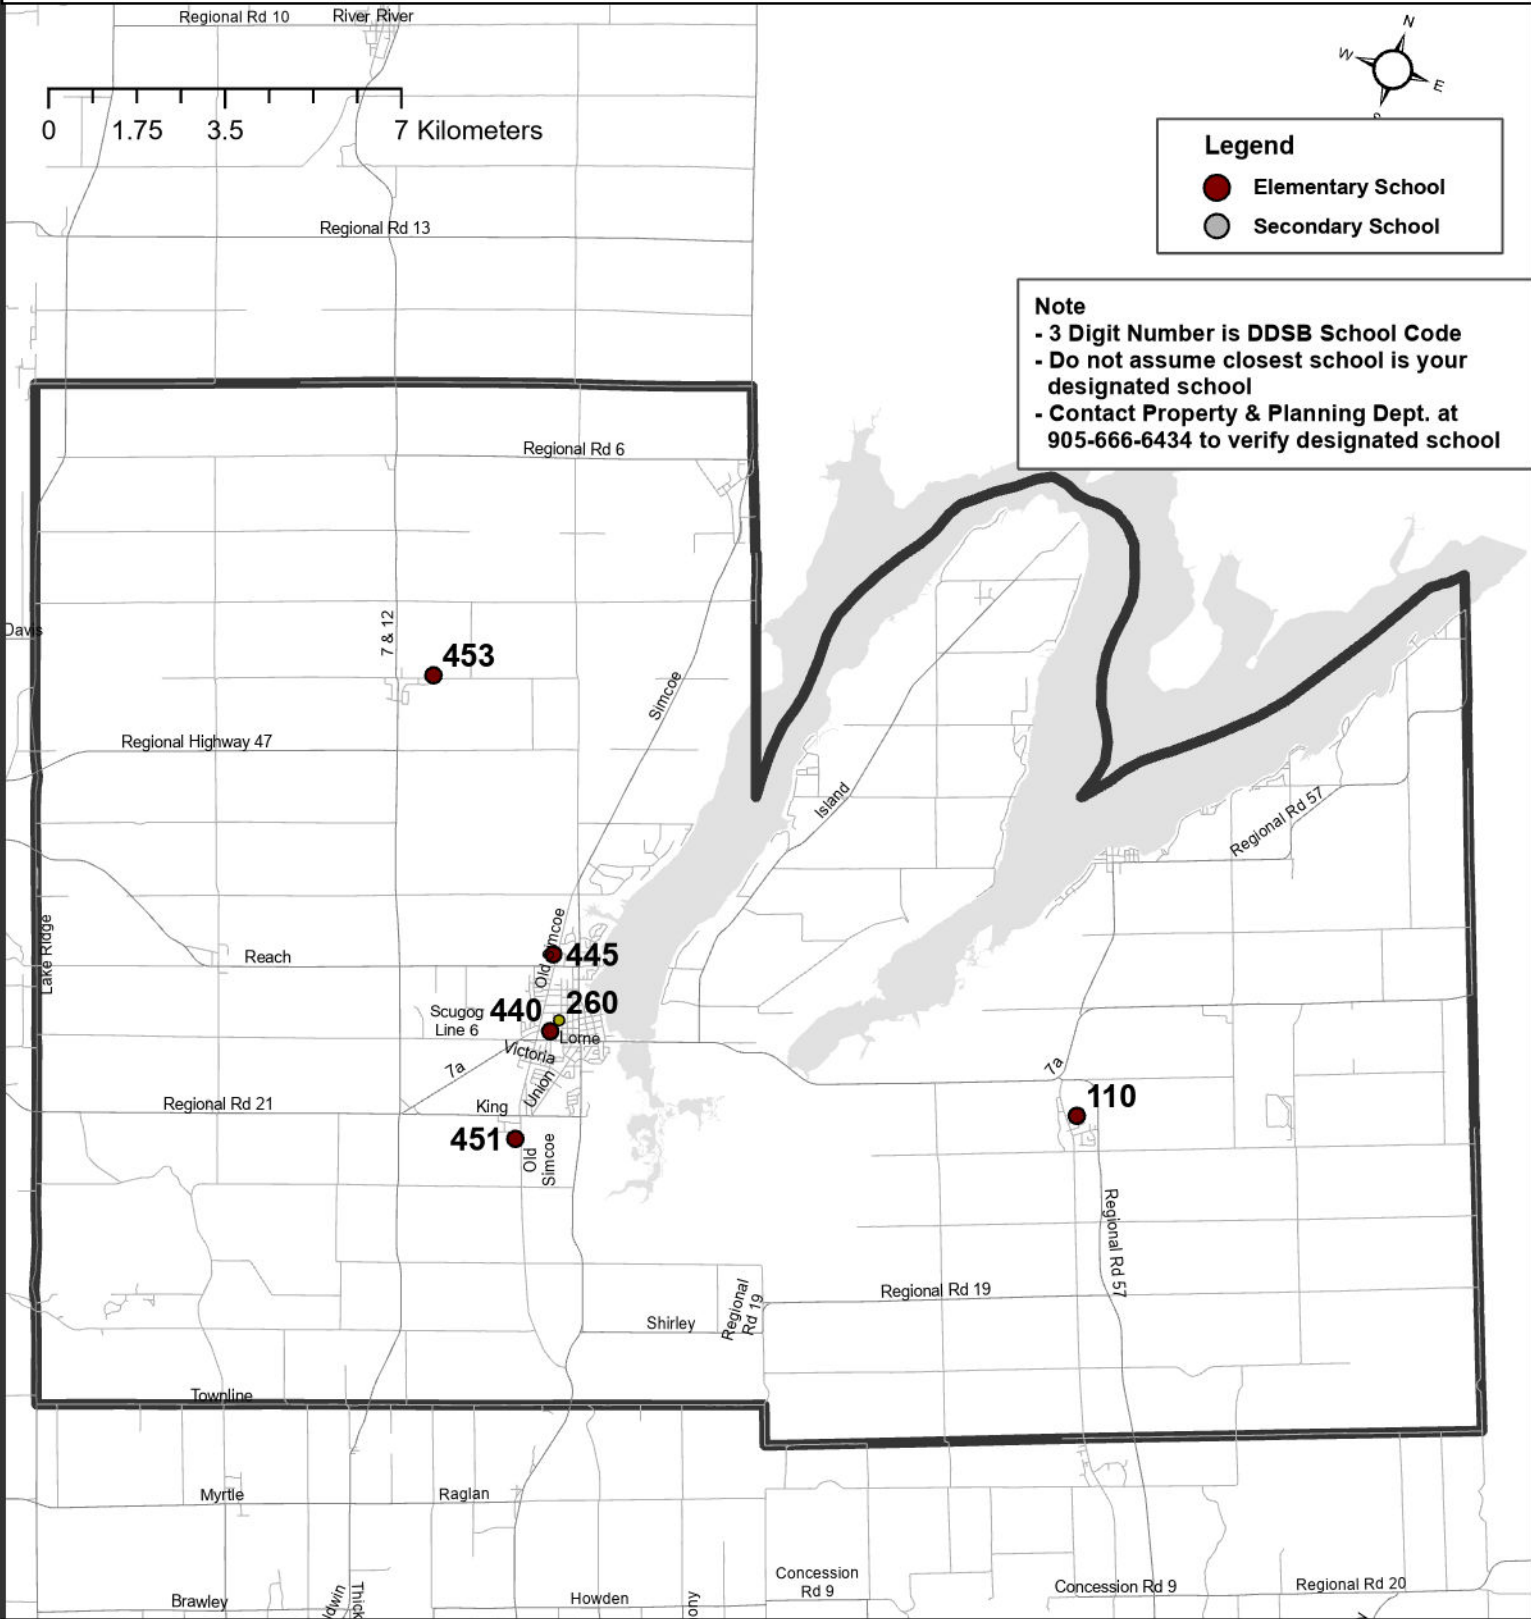 Regional Rd 10
River River
N
W
E
0 1.75 3.5 7 Kilometers
Legend
Elementary School
Secondary School
Regional Rd 13
Note
- 3 Digit Number is DDSB School Code
- Do not assume closest school is your
designated school
- Contact Property & Planning Dept. at
905-666-6434 to verify designated school
Regional Rd 6
Davis
7 & 12
453
Simcoe
Regional Highway 47
Island
Regional Rd 57
Lake Ridge
Reach
Old Simcoe
445
Scugog
Line 6
440
260
Lorne
Victoria
7a
Union
7a
Regional Rd 21
King
110
451
Old
Simcoe
Regional Rd 57
Regional
Rd 19
Regional Rd 19
Shirley
Townline
Myrtle
Raglan
Concession
Rd 9
Concession Rd 9
Regional Rd 20
Brawley
ldwin
Thick
Howden
ony